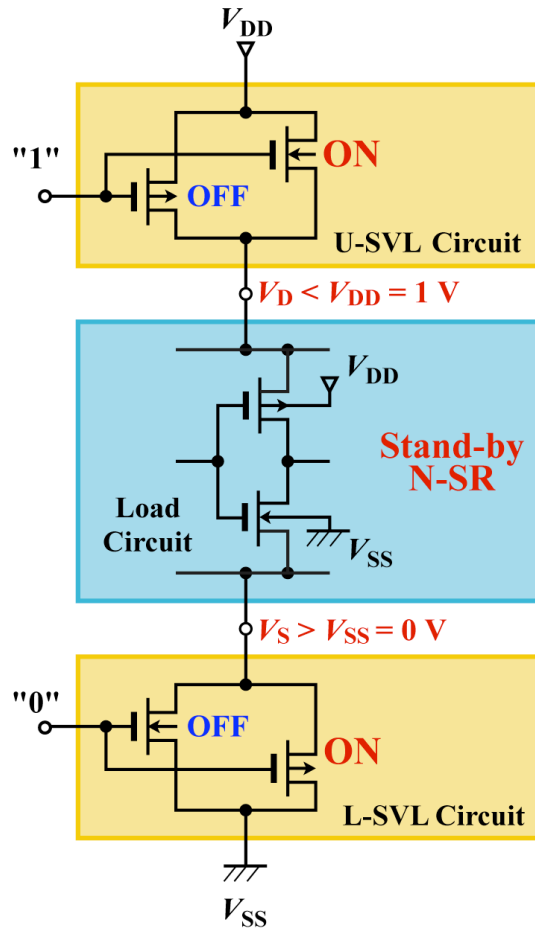 VDD
"1"
ON
OFF
U-SVL Circuit
VD < VDD = 1 V
VDD
Stand-by
N-SR
Load
Circuit
VSS
VS > VSS = 0 V
"0"
OFF
ON
L-SVL Circuit
VSS